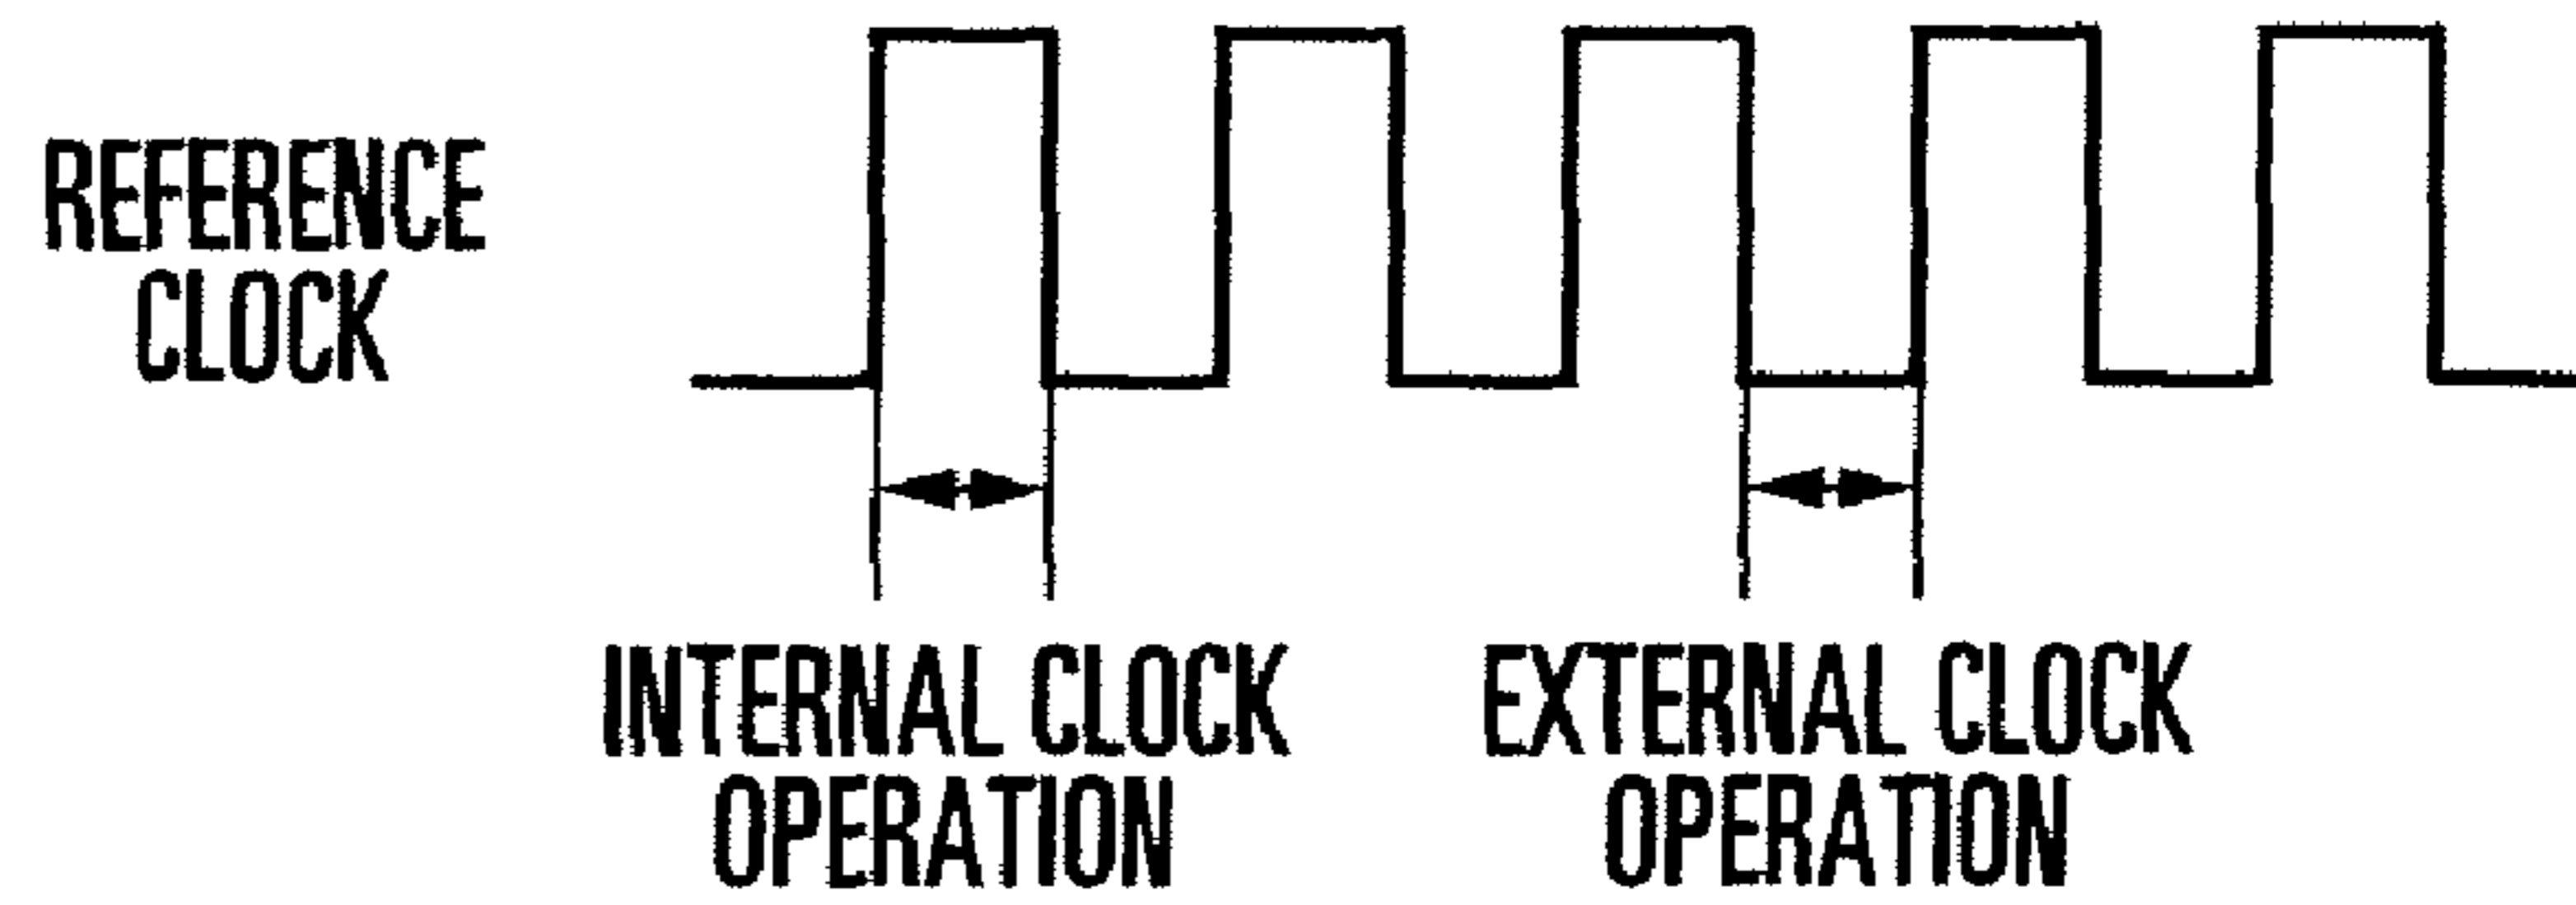 REFERENCE
CLOCK
INTERNAL CLOCK
OPERATION
EXTERNAL CLOCK
OPERATION